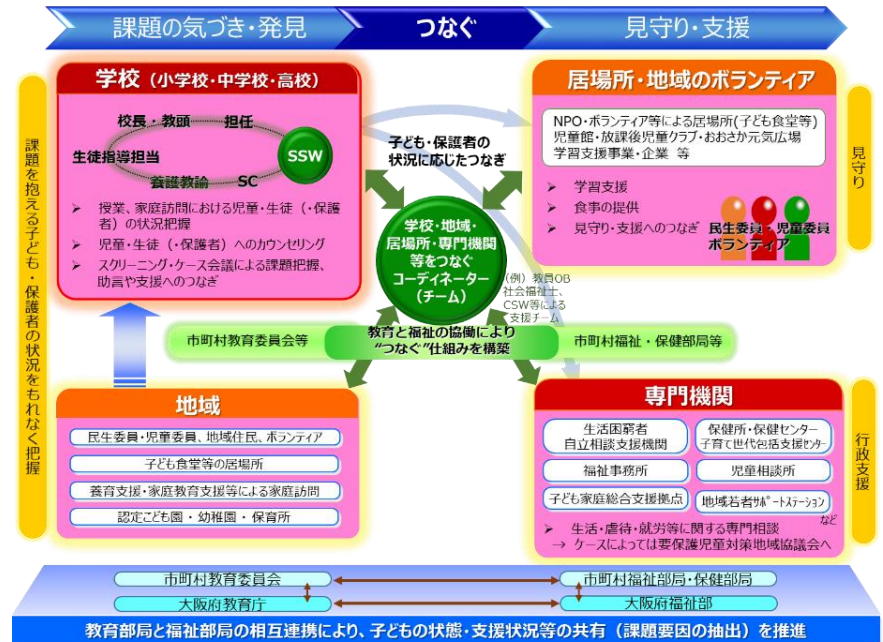 課題の気づき・発見
つなぐ
見守り・支援
課題を抱える子ども・保護者の状況をもれなく把握
学校（小学校・中学校・高校）
校長・教頭
担任
生徒指導担当
SSW
養護教諭
SC
➢ 授業、家庭訪問における児童・生徒（・保護
者）の状況把握
➢ 児童・生徒（・保護者）へのカウンセリング
➢ スクリーニング・ケース会議による課題把握、
助言や支援へのつなぎ
子ども・保護者の
状況に応じたつなぎ
居場所・地域のボランティア
NPO・ボランティア等による居場所(子ども食堂等)
児童館・放課後児童クラブ・おおさか元気広場
学習支援事業・企業 等
➢ 学習支援
➢ 食事の提供
➢ 見守り・支援へのつなぎ
民生委員・児童委員
ボランティア
見守り
学校・地域・
居場所・専門機関
等をつなぐ
コーディネーター
（チーム）
（例）教員OB
社会福祉士、
CSW等による
支援チーム
市町村教育委員会等
教育と福祉の協働により
“つなぐ”仕組みを構築
市町村福祉・保健部局等
地域
民生委員・児童委員、地域住民、ボランティア
子ども食堂等の居場所
養育支援・家庭教育支援等による家庭訪問
認定こども園・幼稚園・保育所
専門機関
生活困窮者
自立相談支援機関
保健所・保健センター
子育て世代包括支援センター
福祉事務所
児童相談所
子ども家庭総合支援拠点
地域若者サポートステーション
など
➢ 生活・虐待・就労等に関する専門相談
→ ケースによっては要保護児童対策地域協議会へ
行政支援
市町村教育委員会
市町村福祉部局・保健部局
大阪府教育庁
大阪府福祉部
教育部局と福祉部局の相互連携により、子どもの状態・支援状況等の共有（課題要因の抽出）を推進